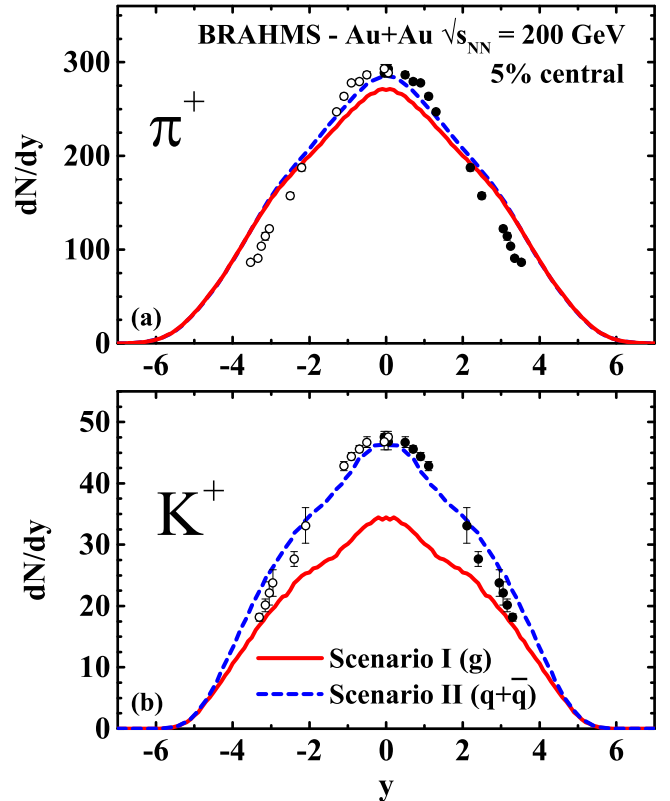 BRAHMS - Au+Au √s_NN = 200 GeV
5% central
π⁺
dN/dy
300
200
100
0
(a)
-6 -4 -2 0 2 4 6
K⁺
dN/dy
50
40
30
20
10
0
Scenario I (g)
Scenario II (q+q̅)
(b)
-6 -4 -2 0 2 4 6
y